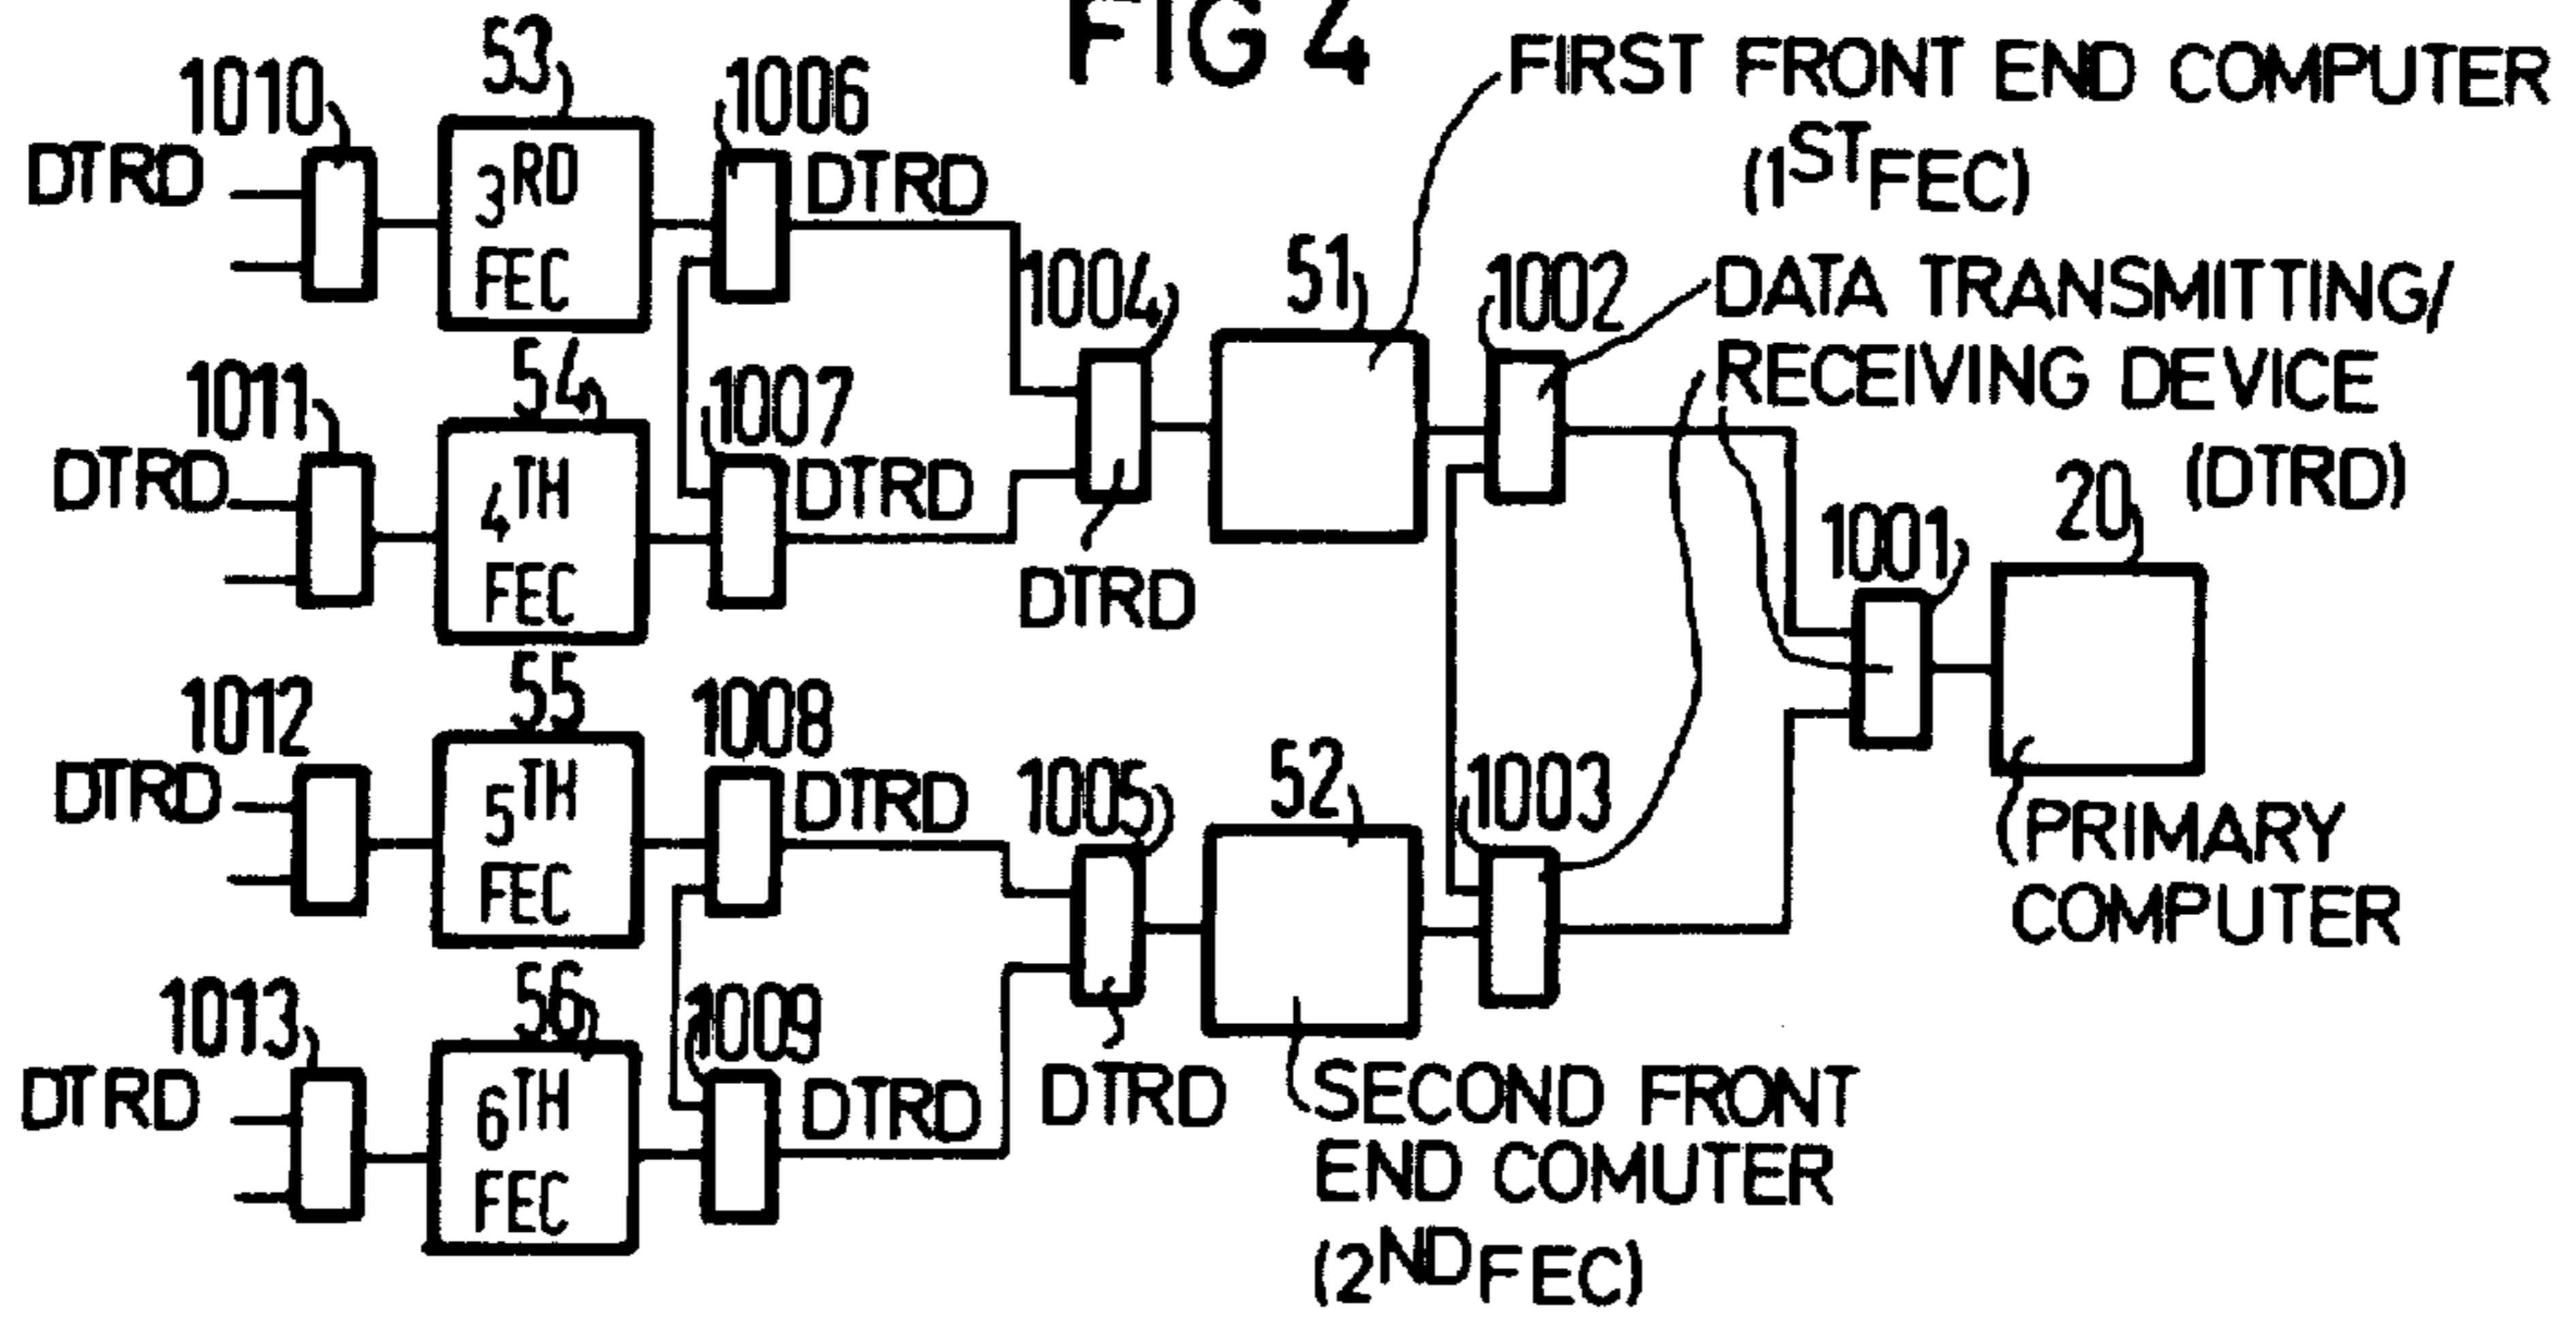 FIG 4
FIRST FRONT END COMPUTER
(1ST FEC)
DATA TRANSMITTING/
RECEIVING DEVICE
(DTRD)
1010
DTRD
53
3RD
FEC
1006
DTRD
1004
DTRD
51
1002
1011
DTRD
54
4TH
FEC
1007
DTRD
1001
20
PRIMARY
COMPUTER
1012
DTRD
55
5TH
FEC
1008
DTRD
1005
DTRD
52
1003
1013
DTRD
56
6TH
FEC
1009
DTRD
SECOND FRONT
END COMUTER
(2ND FEC)